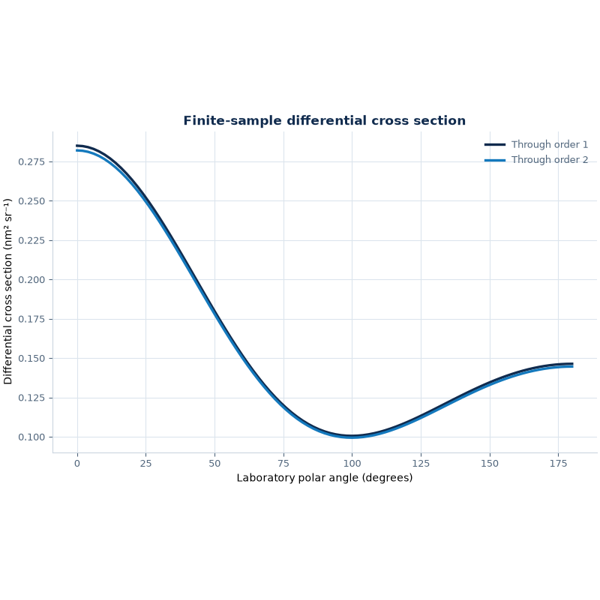 Finite-sample differential cross section
Through order 1
Through order 2
Differential cross section (nm² sr⁻¹)
0.275
0.250
0.225
0.200
0.175
0.150
0.125
0.100
0 25 50 75 100 125 150 175
Laboratory polar angle (degrees)